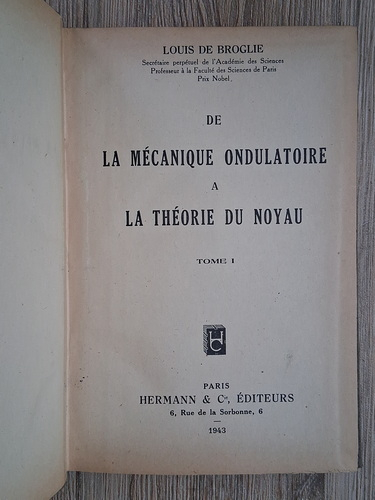 LOUIS DE BROGLIE
Secrétaire perpétuel de l'Académie des Sciences
Professeur à la Faculté des Sciences de Paris
Prix Nobel.
DE
LA MÉCANIQUE ONDULATOIRE
A
LA THÉORIE DU NOYAU
TOME I
HC
PARIS
HERMANN & Cie, ÉDITEURS
6, Rue de la Sorbonne, 6
1943